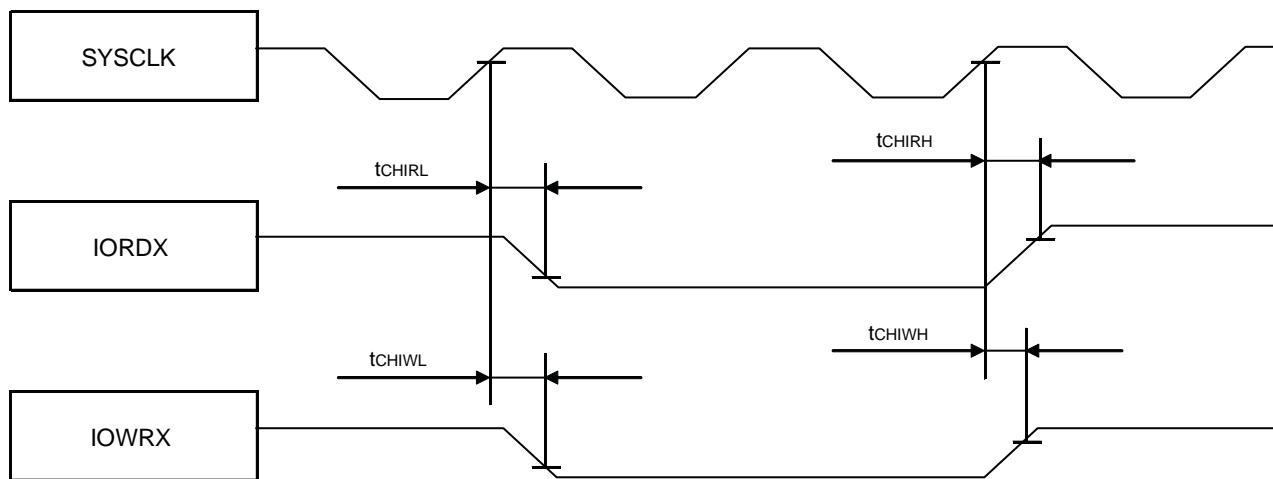 SYSCLK
tCHIRH
tCHIRL
IORDX
tCHIWH
tCHIWL
IOWRX